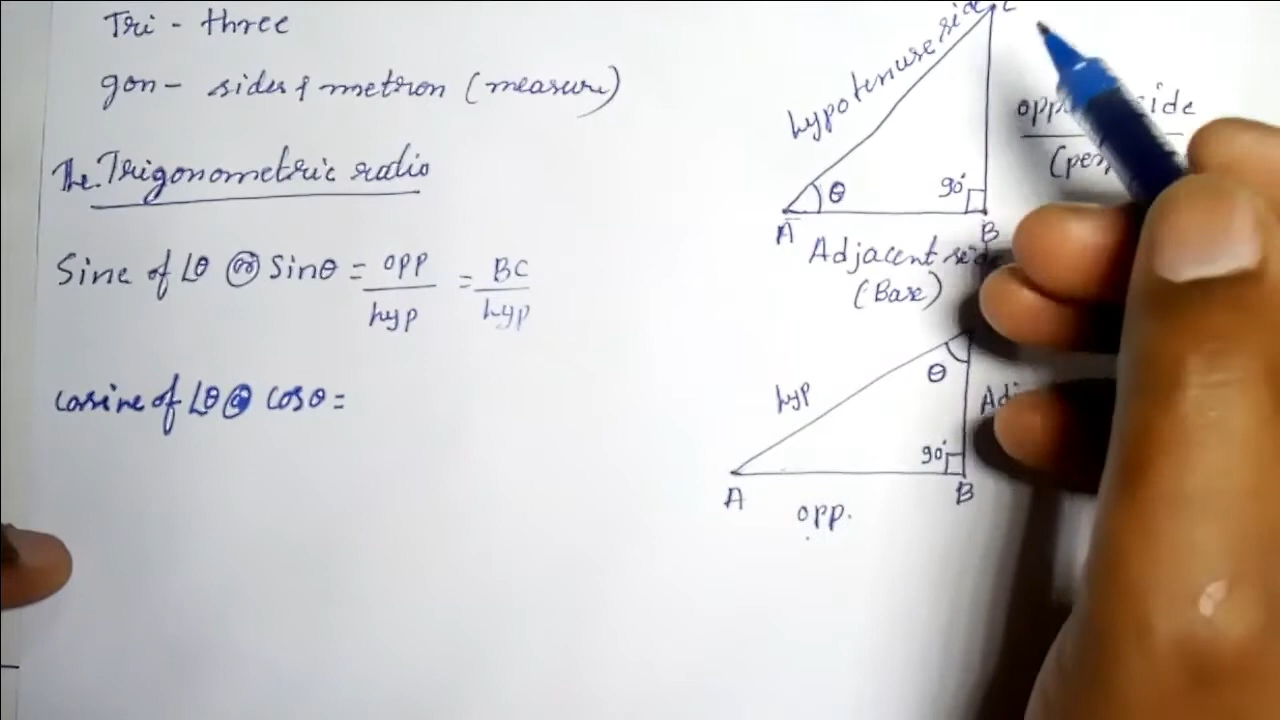 Tri - three
gon - sides & metron (measure)
The Trigonometric ratio
Sine of ∠θ or Sinθ = opp/hyp = BC/hyp
cosine of ∠θ or cosθ =
hypotenuse side
C
θ
90°
A
B
Adjacent side
(Base)
side
hyp
θ
90°
A
B
opp.